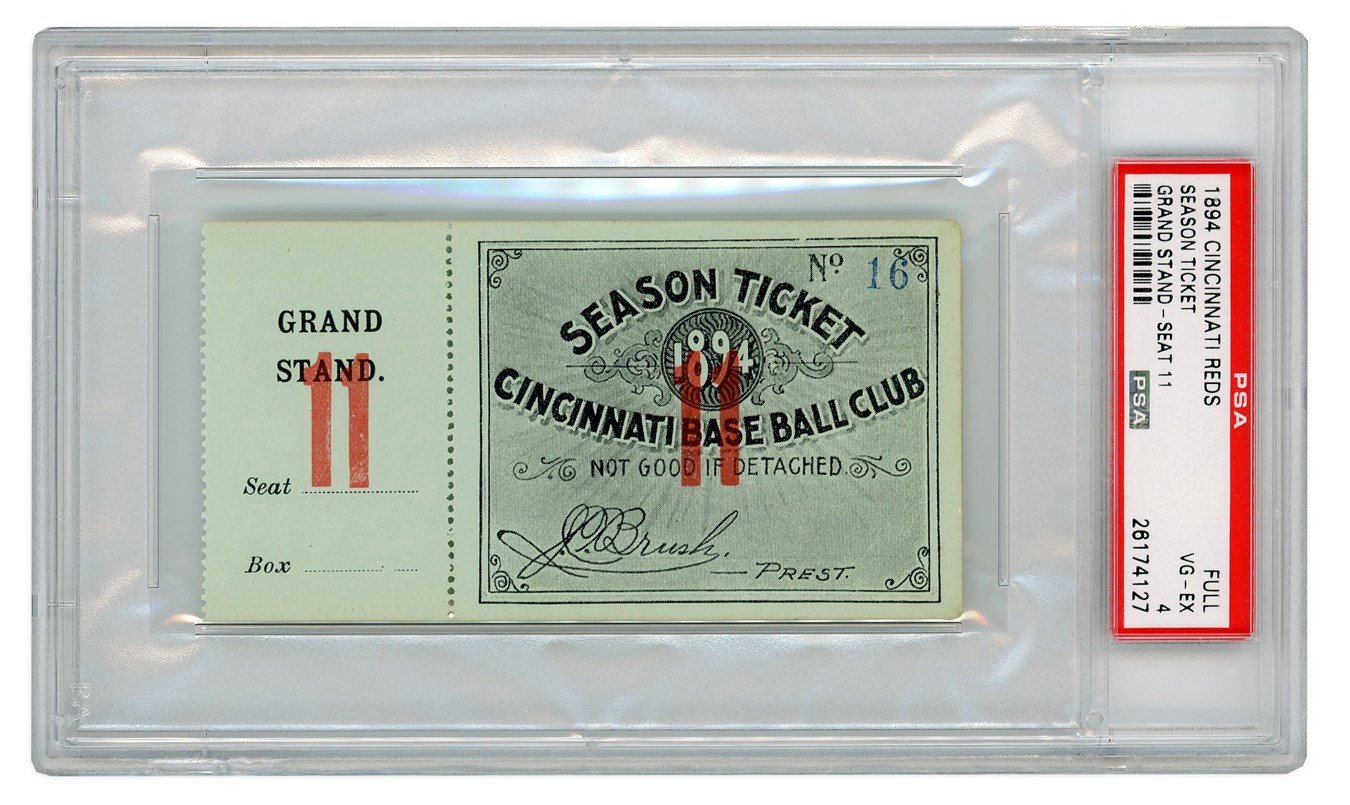 GRAND
STAND.
11
Seat
Box
Nº 16
SEASON TICKET
1894
CINCINNATI BASE BALL CLUB
11
NOT GOOD IF DETACHED.
J.T.Brush.
PREST.
PSA
1894 CINCINNATI REDS
SEASON TICKET
GRAND STAND - SEAT 11
PSA
FULL
VG-EX
4
26174127